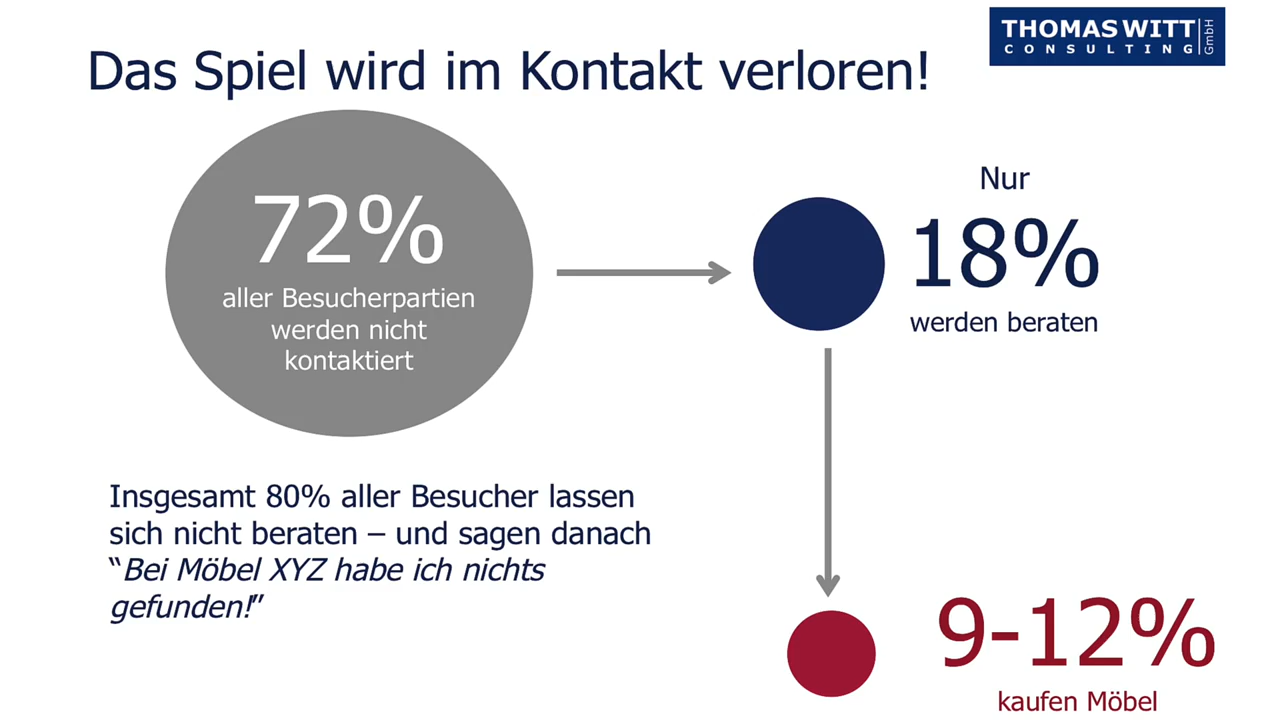 THOMAS WITT
CONSULTING
GmbH
Das Spiel wird im Kontakt verloren!
72%
aller Besucherpartien
werden nicht
kontaktiert
Nur
18%
werden beraten
Insgesamt 80% aller Besucher lassen
sich nicht beraten – und sagen danach
“Bei Möbel XYZ habe ich nichts
gefunden!”
9-12%
kaufen Möbel